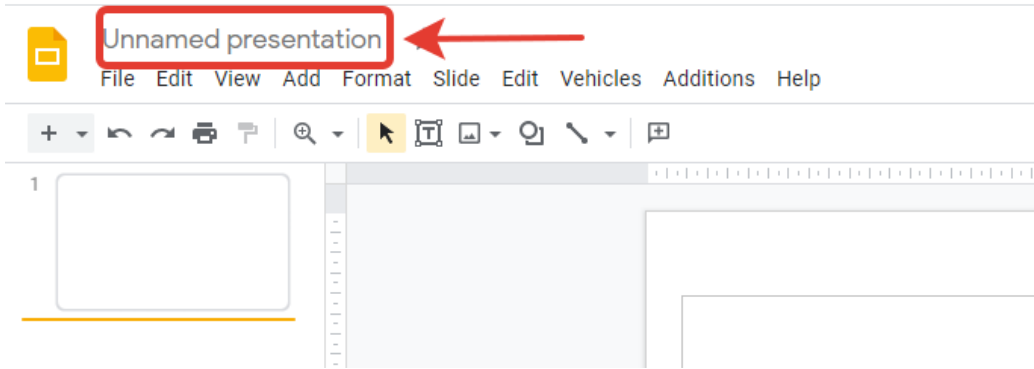 Unnamed presentation
File Edit View Add Format Slide Edit Vehicles Additions Help
1